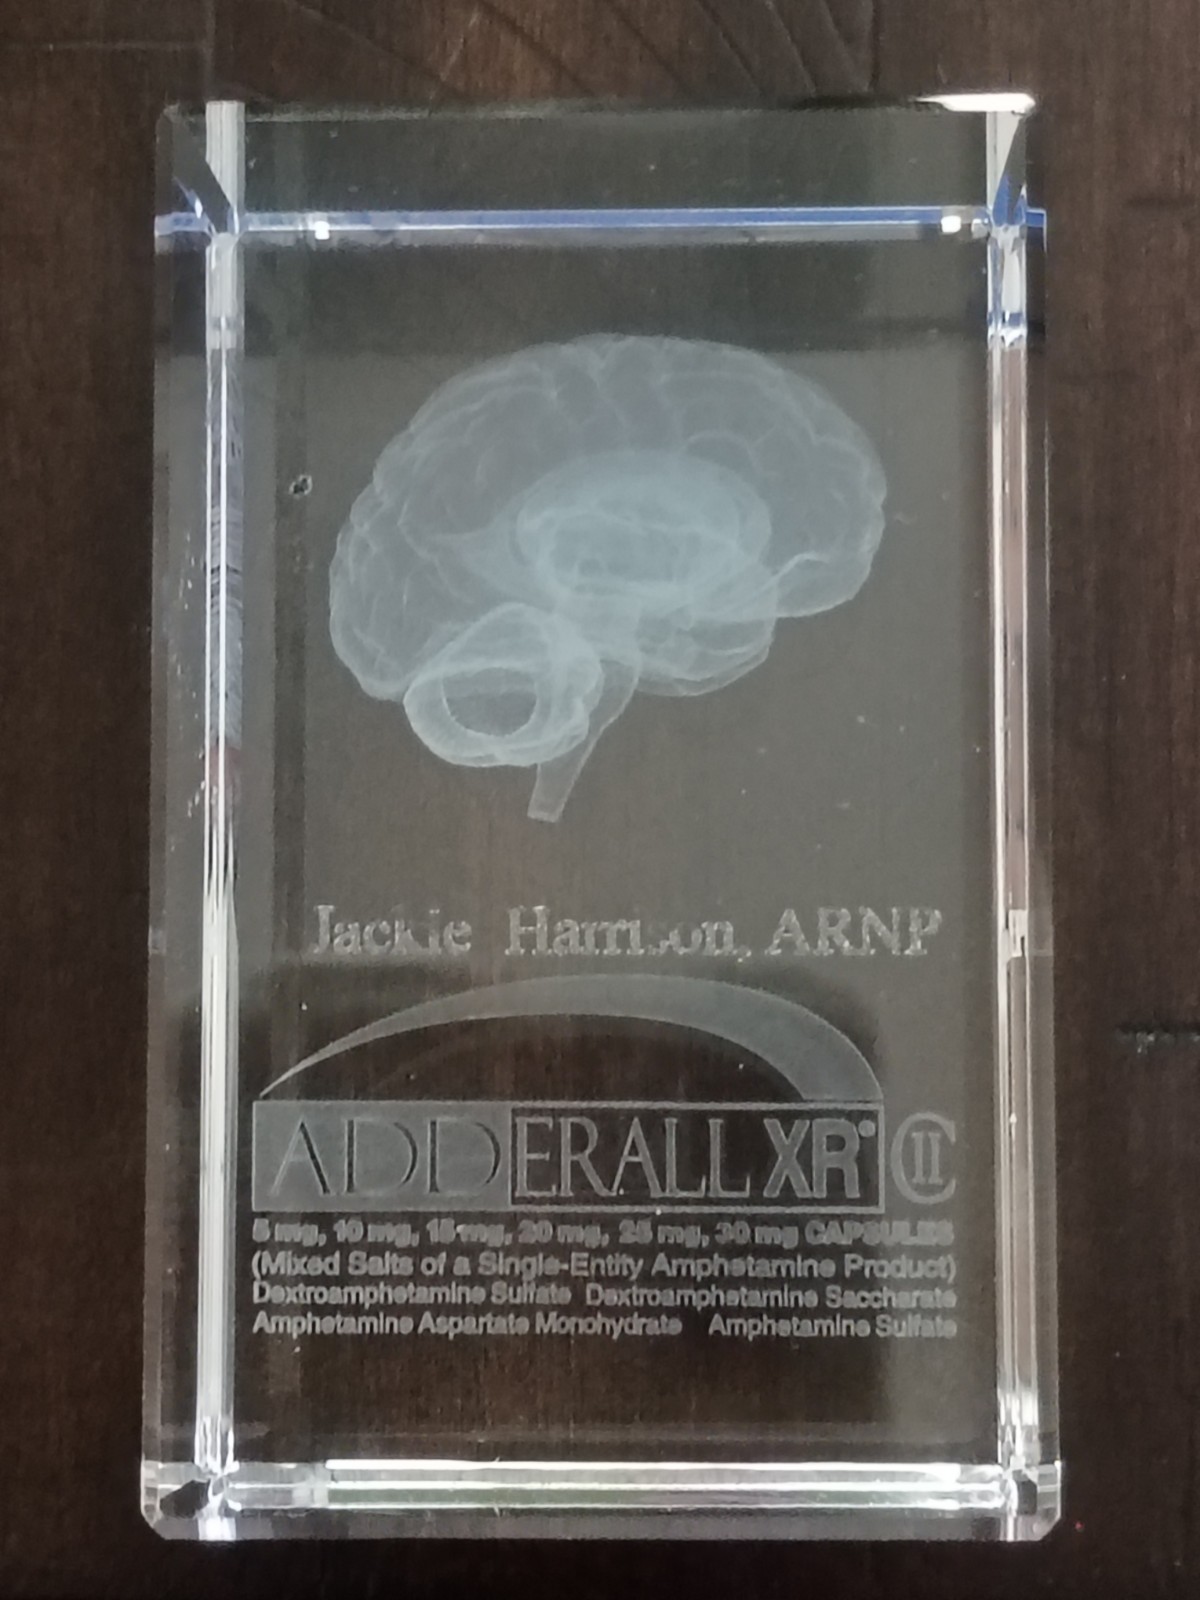 Jackie Harrison, ARNP
ADDERALL XR® CII
5 mg, 10 mg, 15 mg, 20 mg, 25 mg, 30 mg CAPSULES
(Mixed Salts of a Single-Entity Amphetamine Product)
Dextroamphetamine Sulfate Dextroamphetamine Saccharate
Amphetamine Aspartate Monohydrate Amphetamine Sulfate